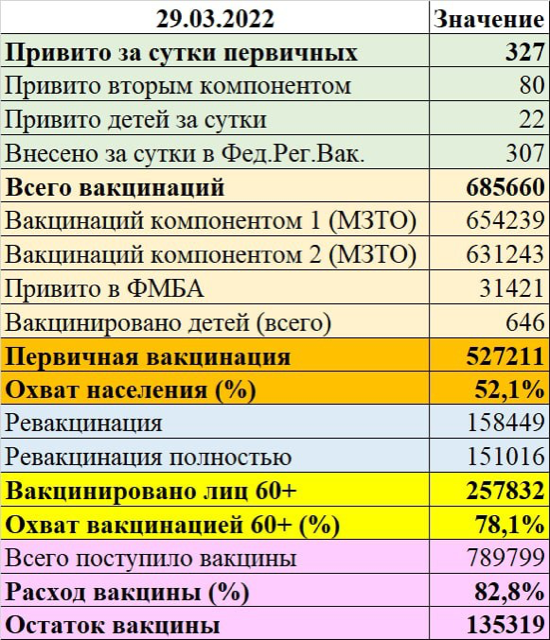 29.03.2022 Значение
Привито за сутки первичных 327
Привито вторым компонентом 80
Привито детей за сутки 22
Внесено за сутки в Фед.Рег.Вак. 307
Всего вакцинаций 685660
Вакцинаций компонентом 1 (МЗТО) 654239
Вакцинаций компонентом 2 (МЗТО) 631243
Привито в ФМБА 31421
Вакцинировано детей (всего) 646
Первичная вакцинация 527211
Охват населения (%) 52,1%
Ревакцинация 158449
Ревакцинация полностью 151016
Вакцинировано лиц 60+ 257832
Охват вакцинацией 60+ (%) 78,1%
Всего поступило вакцины 789799
Расход вакцины (%) 82,8%
Остаток вакцины 135319